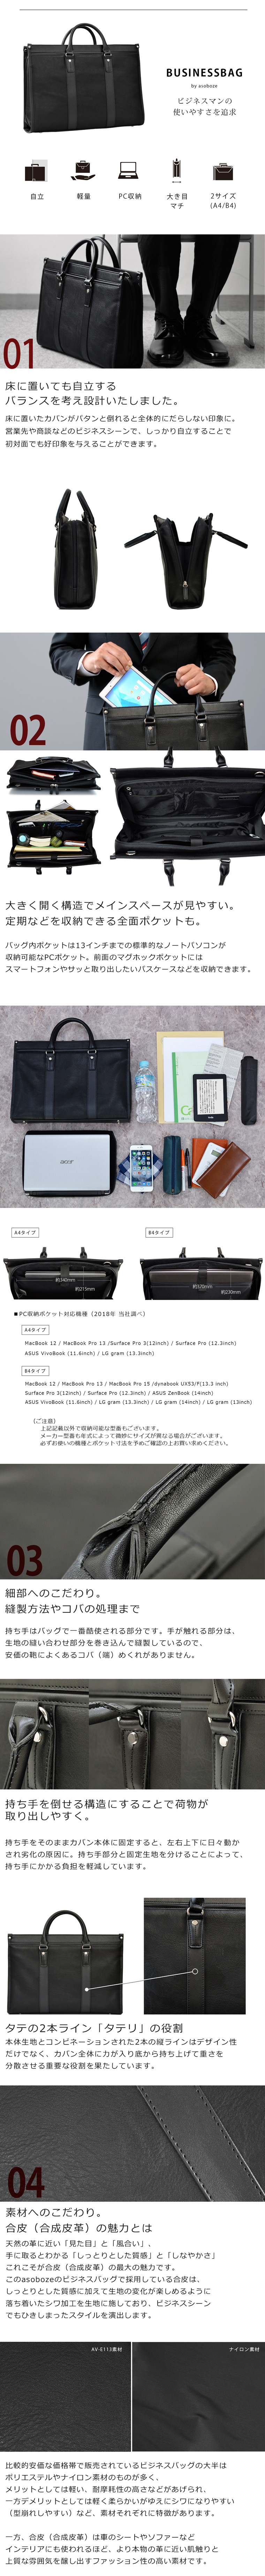 BUSINESSBAG
by asoboze
ビジネスマンの
使いやすさを追求
自立
軽量
PC収納
大き目
マチ
2サイズ
(A4/B4)
01
床に置いても自立する
バランスを考え設計いたしました。
床に置いたカバンがパタンと倒れると全体的にだらしない印象に。
営業先や商談などのビジネスシーンで、しっかり自立することで
初対面でも好印象を与えることができます。
02
大きく開く構造でメインスペースが見やすい。
定期などを収納できる全面ポケットも。
バッグ内ポケットは13インチまでの標準的なノートパソコンが
収納可能なPCポケット。前面のマグホックポケットには
スマートフォンやサッと取り出したいパスケースなどを収納できます。
acer
A4タイプ
B4タイプ
約340mm
約215mm
約370mm
約230mm
■PC収納ポケット対応機種（2018年 当社調べ）
A4タイプ
MacBook 12 / MacBook Pro 13 /Surface Pro 3(12inch) / Surface Pro (12.3inch)
ASUS VivoBook (11.6inch) / LG gram (13.3inch)
B4タイプ
MacBook 12 / MacBook Pro 13 / MacBook Pro 15 /dynabook UX53/F(13.3 inch)
Surface Pro 3(12inch) / Surface Pro (12.3inch) / ASUS ZenBook (14inch)
ASUS VivoBook (11.6inch) / LG gram (13.3inch) / LG gram (14inch) / LG gram (13inch)
（ご注意）
上記記載以外で収納可能な型番もございます。
メーカー型番も年式によって微妙にサイズが異なる場合がございます。
必ずお使いの機種とポケット寸法を予めご確認の上お買い求めください。
03
細部へのこだわり。
縫製方法やコバの処理まで
持ち手はバッグで一番酷使される部分です。手が触れる部分は、
生地の縫い合わせ部分を巻き込んで縫製しているので、
安価の鞄によくあるコバ（端）めくれがありません。
持ち手を倒せる構造にすることで荷物が
取り出しやすく。
持ち手をそのままカバン本体に固定すると、左右上下に日々動か
され劣化の原因に。持ち手部分と固定生地を分けることによって、
持ち手にかかる負担を軽減しています。
タテの2本ライン「タテリ」の役割
本体生地とコンビネーションされた2本の縦ラインはデザイン性
だけでなく、カバン全体に力が入り底から持ち上げて重さを
分散させる重要な役割を果たしています。
04
素材へのこだわり。
合皮（合成皮革）の魅力とは
天然の革に近い「見た目」と「風合い」、
手に取るとわかる「しっとりとした質感」と「しなやかさ」
これこそが合皮（合成皮革）の最大の魅力です。
このasobozeのビジネスバッグで採用している合皮は、
しっとりとした質感に加えて生地の変化が楽しめるように
落ち着いたシワ加工を生地に施しており、ビジネスシーン
でもひきしまったスタイルを演出します。
AV-E113素材
ナイロン素材
比較的安価な価格帯で販売されているビジネスバッグの大半は
ポリエステルやナイロン素材のものが多く、
メリットとしては軽い、耐摩耗性の高さなどがあげられ、
一方デメリットとしては軽く柔らかいがゆえにシワになりやすい
（型崩れしやすい）など、素材それぞれに特徴があります。
一方、合皮（合成皮革）は車のシートやソファーなど
インテリアにも使われるほど、より本物の革に近い肌触りと
上質な雰囲気を醸し出すファッション性の高い素材です。